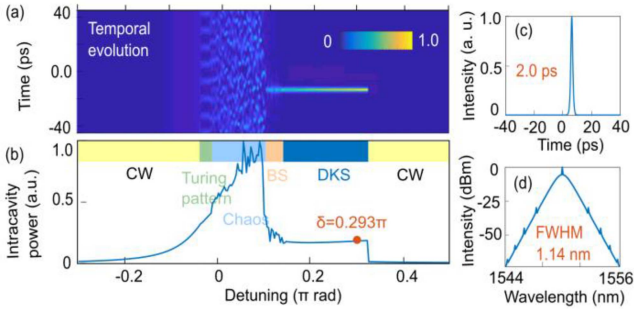 (a)
Temporal
evolution
0
1.0
Time (ps)
40
0.0
-40
(b)
CW
Turing
pattern
Chaos
BS
DKS
CW
δ=0.293π
Intracavity
power (a.u.)
1.0
0.5
0
-0.2
0
0.2
0.4
Detuning (π rad)
(c)
2.0 ps
Intensity (a. u.)
1.0
0.5
0
-40
-20
0
20
40
Time (ps)
(d)
FWHM
1.14 nm
Intensity (dBm)
0
-25
-50
1544
1556
Wavelength (nm)